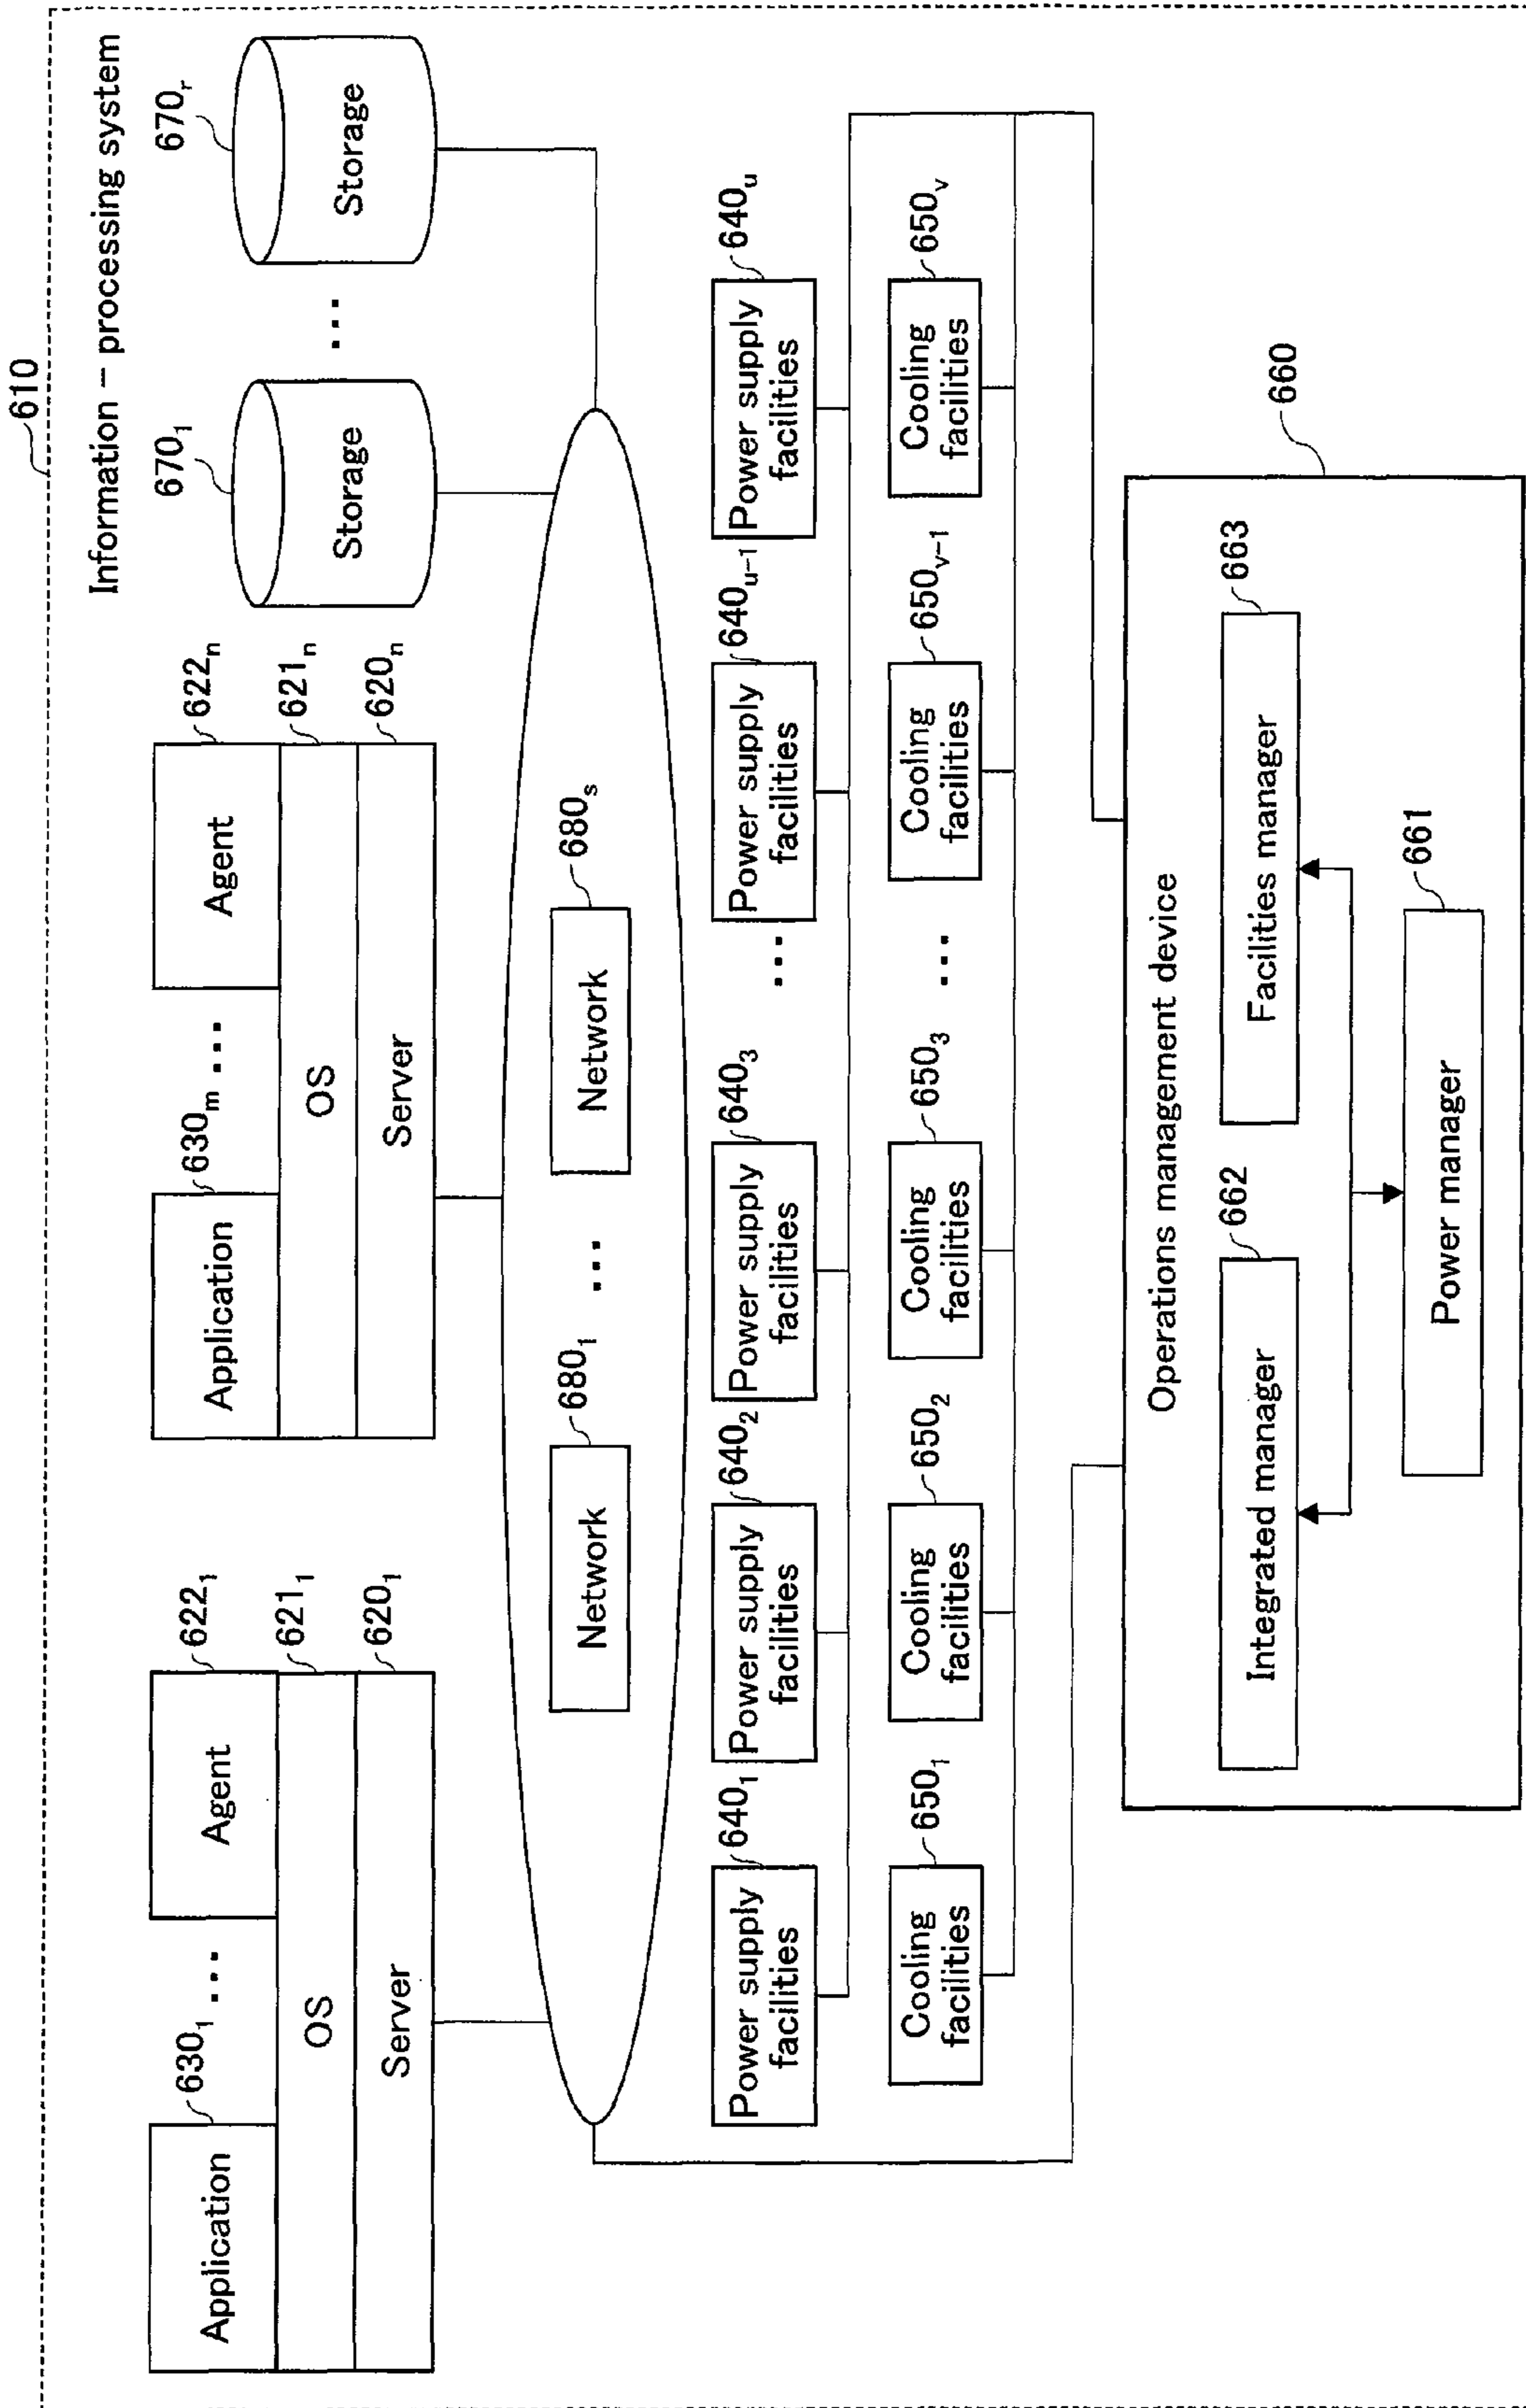 610
Information – processing system
Application
630₁
...
Agent
622₁
OS
621₁
Server
620₁
Application
630ₘ
...
Agent
622ₙ
OS
621ₙ
Server
620ₙ
Storage
670₁
...
Storage
670ᵣ
Network
680₁
...
Network
680ₛ
Power supply
facilities
640₁
Power supply
facilities
640₂
Power supply
facilities
640₃
...
Power supply
facilities
640ᵤ₋₁
Power supply
facilities
640ᵤ
Cooling
facilities
650₁
Cooling
facilities
650₂
Cooling
facilities
650₃
...
Cooling
facilities
650ᵥ₋₁
Cooling
facilities
650ᵥ
660
Operations management device
Integrated manager
662
Facilities manager
663
Power manager
661